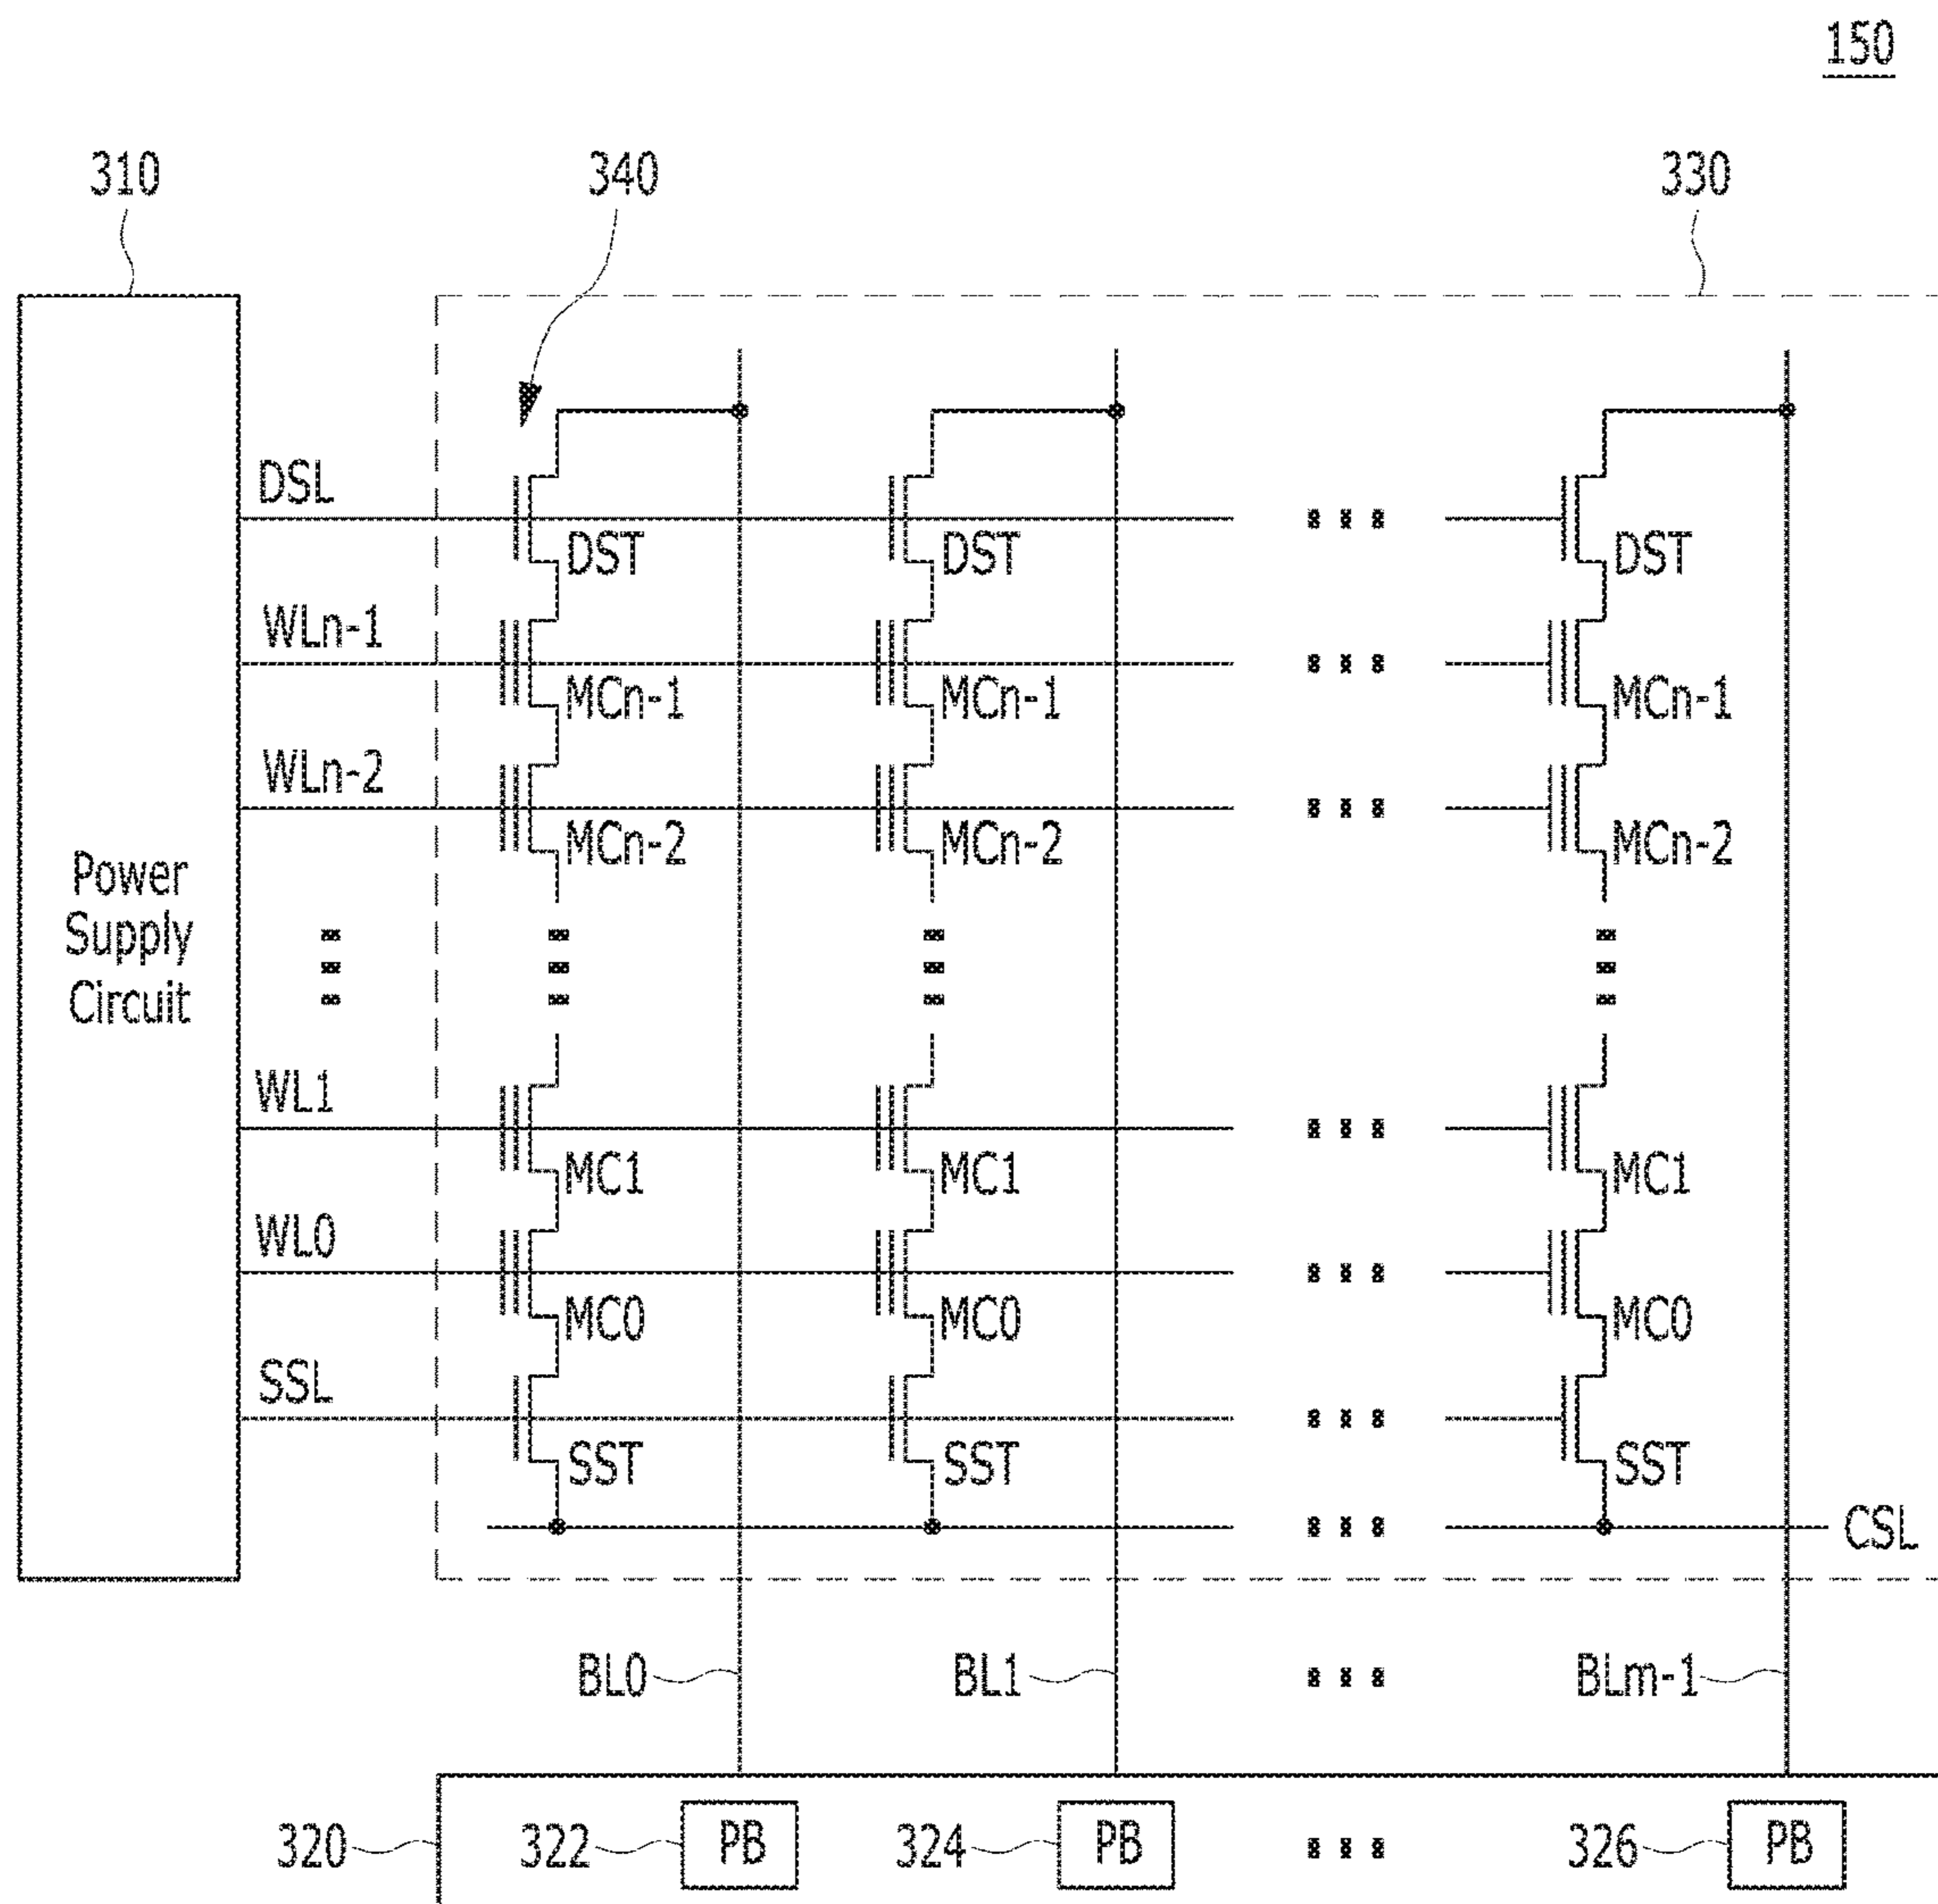 150
310 340 330
DSL
DST DST DST
WLn-1
MCn-1 MCn-1 MCn-1
WLn-2
MCn-2 MCn-2 MCn-2
Power
Supply
Circuit
WL1
MC1 MC1 MC1
WL0
MC0 MC0 MC0
SSL
SST SST SST
CSL
BL0 BL1 BLm-1
320 322 PB 324 PB 326 PB